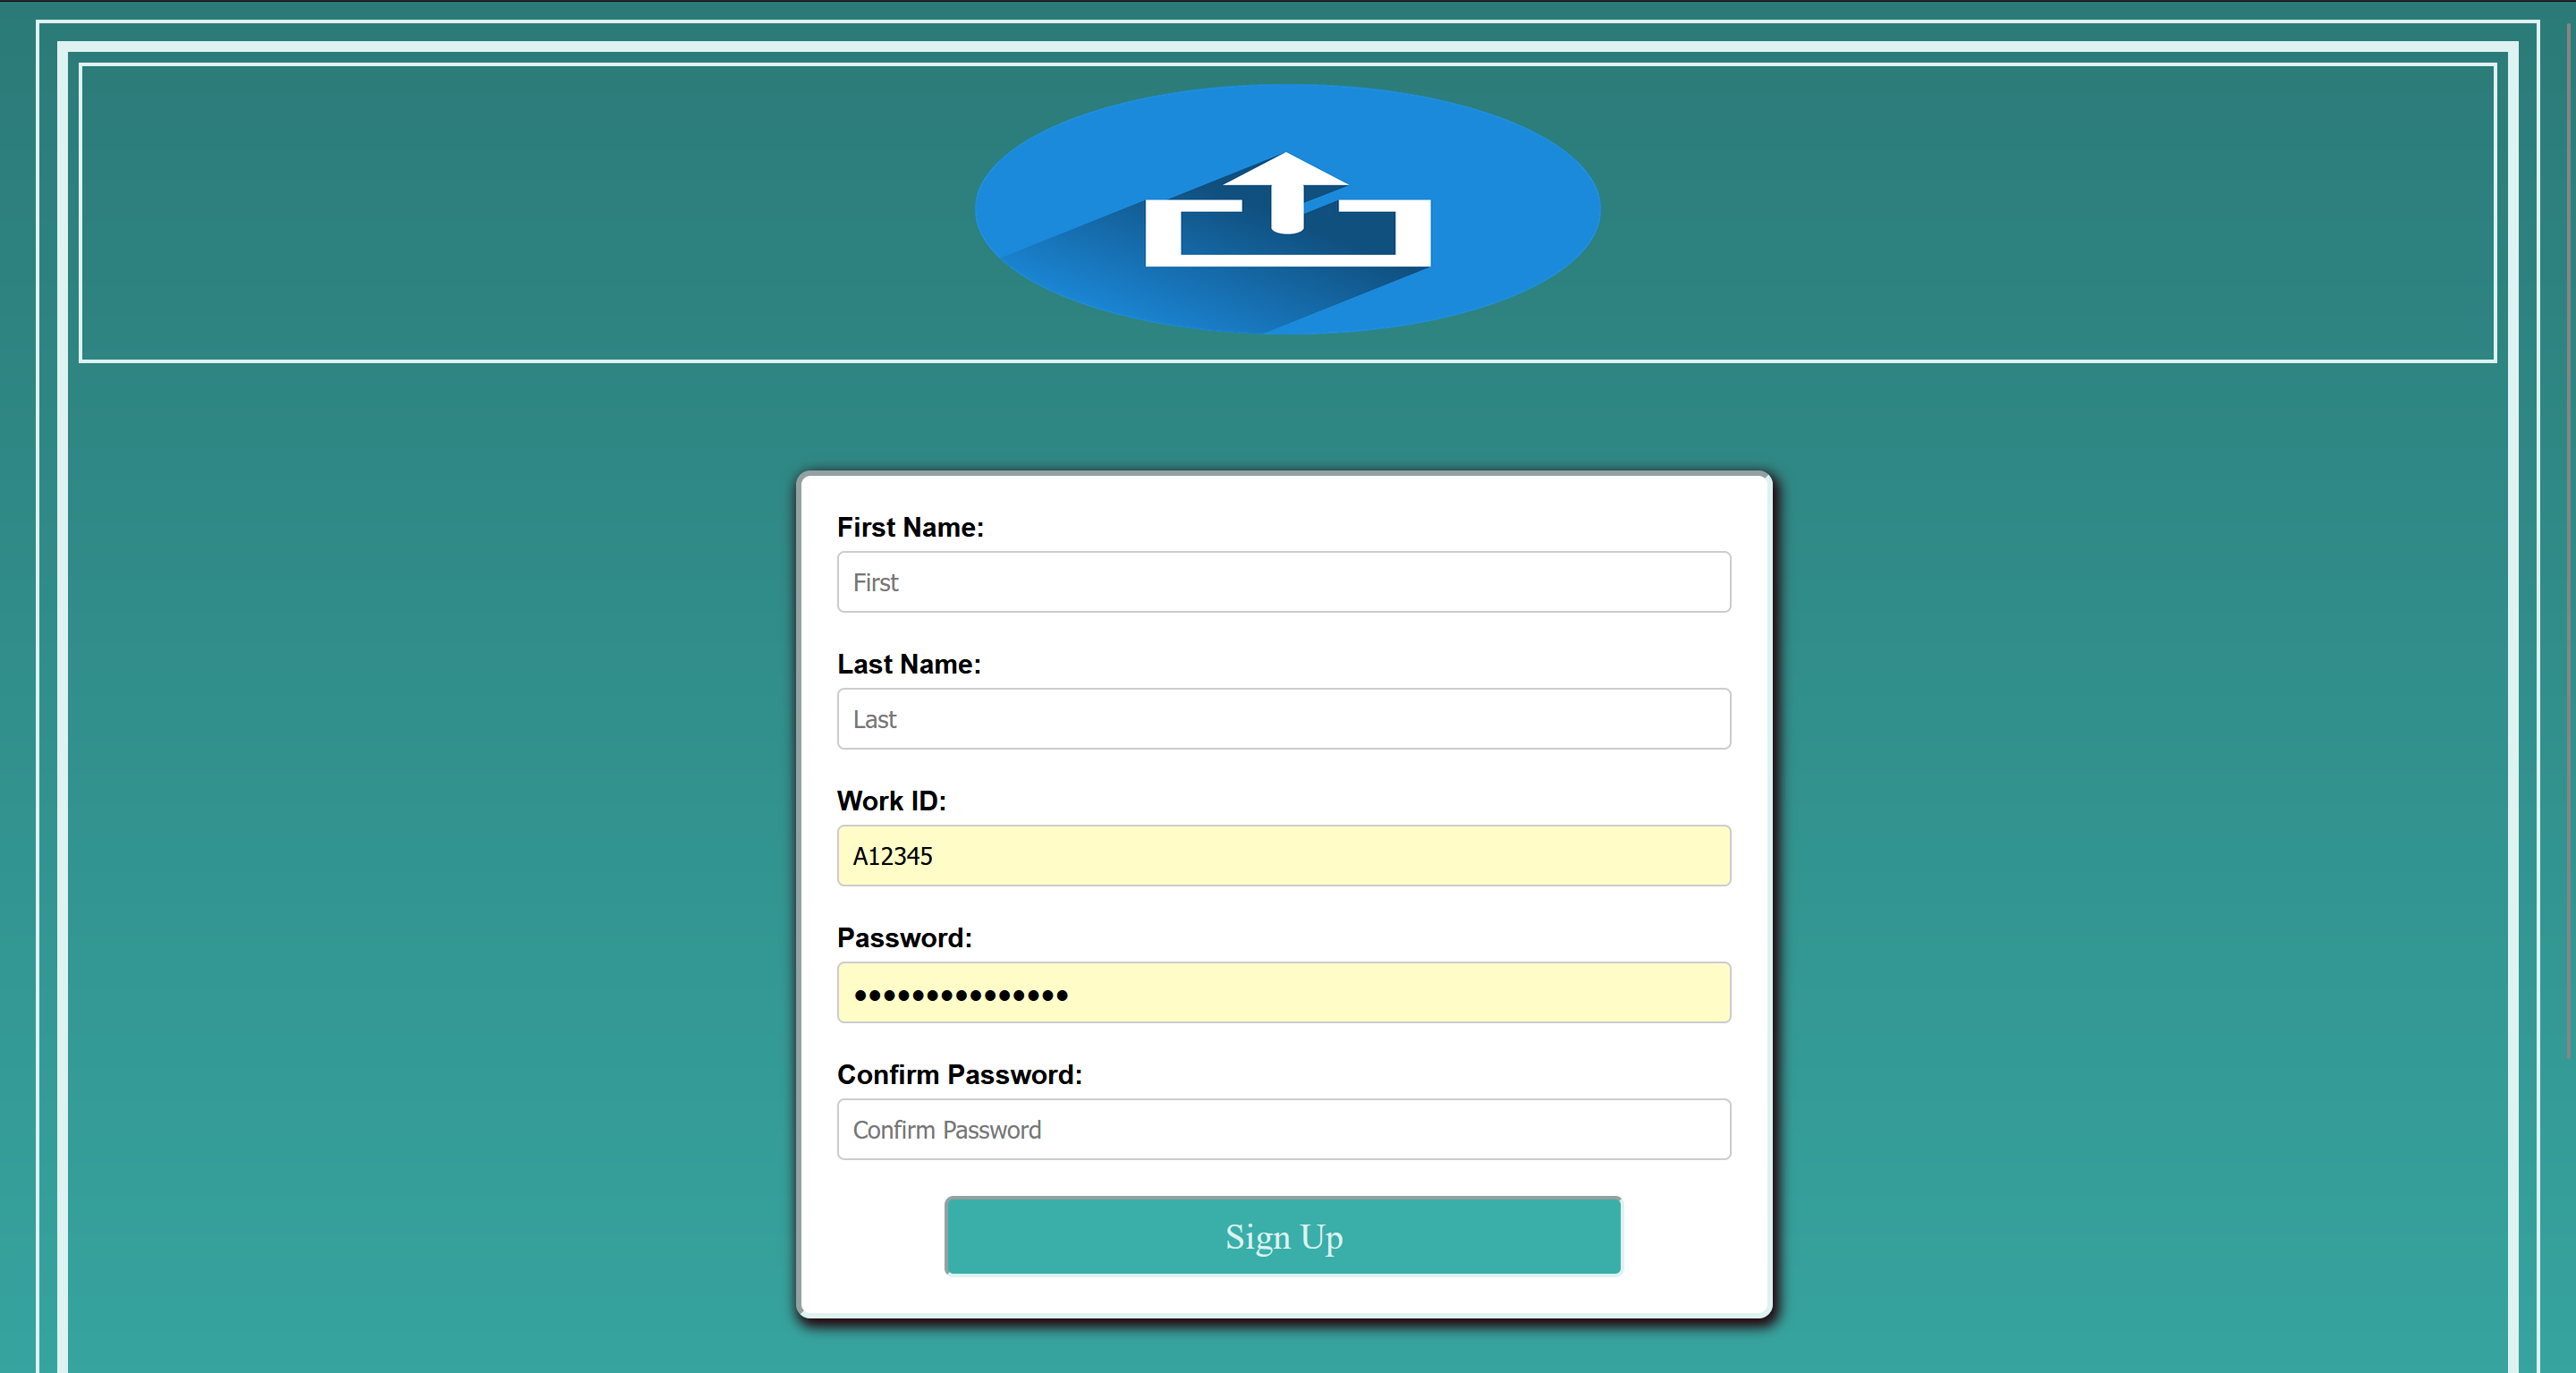 First Name:
First
Last Name:
Last
Work ID:
A12345
Password:
•••••••••••••••
Confirm Password:
Confirm Password
Sign Up